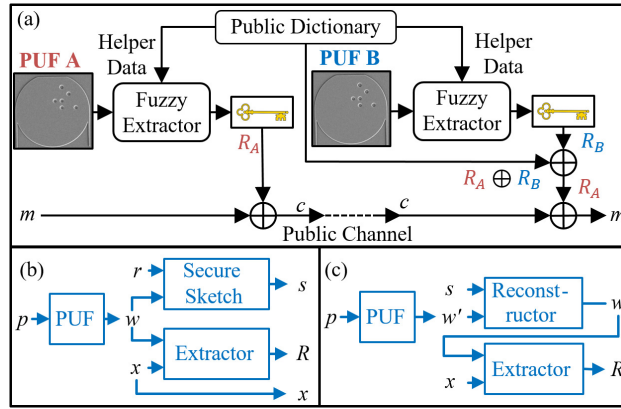 (a)
Public Dictionary
PUF A
Helper
Data
PUF B
Helper
Data
Fuzzy
Extractor
Fuzzy
Extractor
R_A
R_B
R_A ⊕ R_B
R_A
m
c
c
m
Public Channel
(b)
r
Secure
Sketch
s
p
PUF
w
Extractor
R
x
x
(c)
s
Reconst-
ructor
w
p
PUF
w'
Extractor
R
x